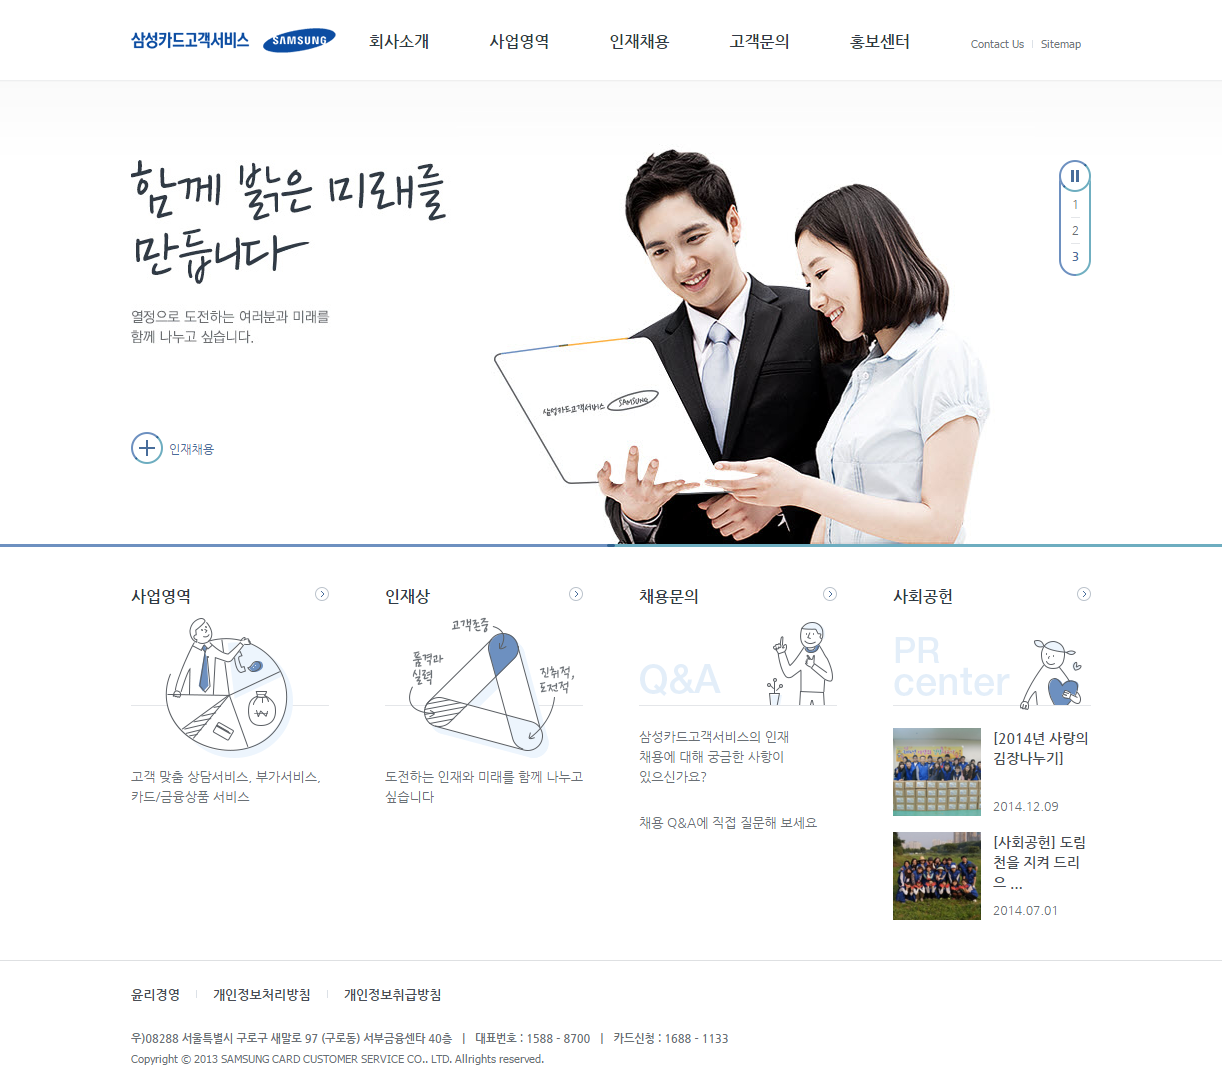 삼성카드고객서비스 SAMSUNG
회사소개 사업영역 인재채용 고객문의 홍보센터
Contact Us Sitemap
함께 밝은 미래를
만듭니다
열정으로 도전하는 여러분과 미래를
함께 나누고 싶습니다.
인재채용
1
2
3
삼성카드고객서비스 SAMSUNG
사업영역
고객 맞춤 상담서비스, 부가서비스,
카드/금융상품 서비스
인재상
고객존중
품격과
실력
진취적,
도전적
도전하는 인재와 미래를 함께 나누고
싶습니다
채용문의
Q&A
삼성카드고객서비스의 인재
채용에 대해 궁금한 사항이
있으신가요?
채용 Q&A에 직접 질문해 보세요
사회공헌
PR
center
[2014년 사랑의
김장나누기]
2014.12.09
[사회공헌] 도림
천을 지켜 드리
으 ...
2014.07.01
윤리경영 개인정보처리방침 개인정보취급방침
우)08288 서울특별시 구로구 새말로 97 (구로동) 서부금융센타 40층 | 대표번호 : 1588 - 8700 | 카드신청 : 1688 - 1133
Copyright © 2013 SAMSUNG CARD CUSTOMER SERVICE CO.. LTD. Allrights reserved.